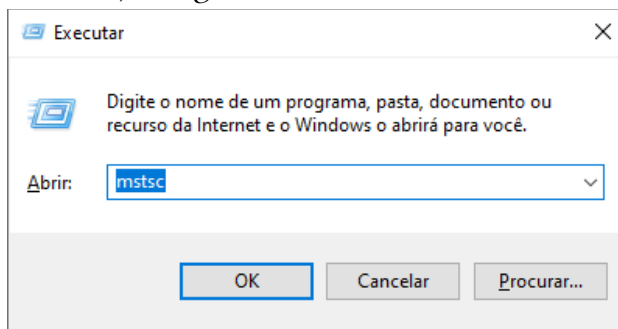 Executar
Digite o nome de um programa, pasta, documento ou
recurso da Internet e o Windows o abrirá para você.
Abrir:
mstsc
OK
Cancelar
Procurar...